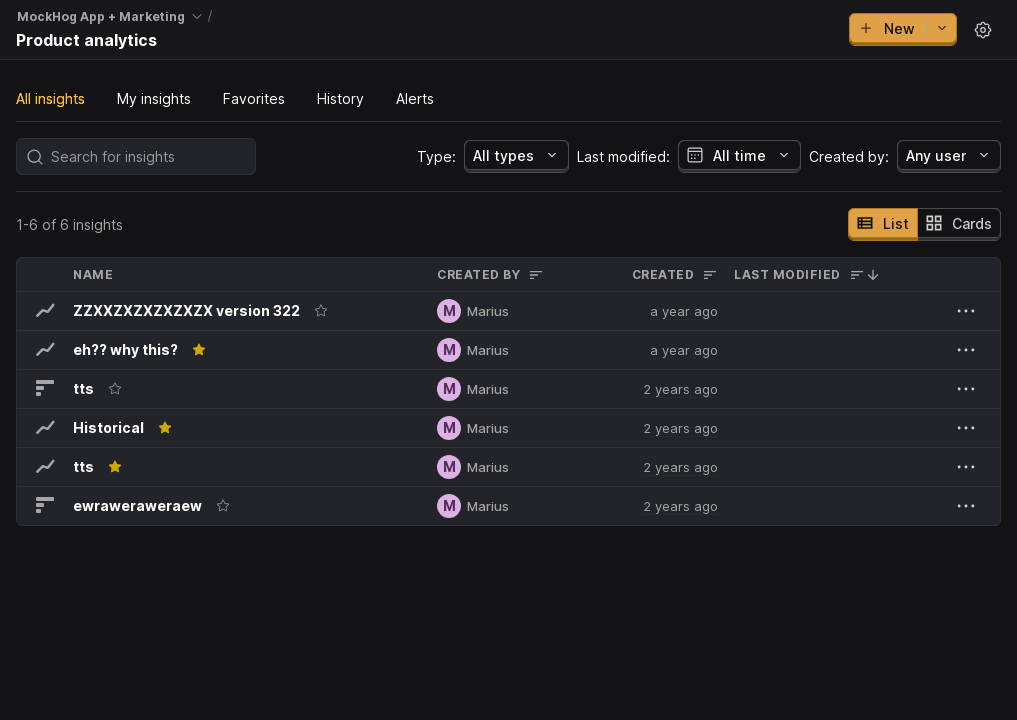 MockHog App + Marketing /
Product analytics
New
All insights My insights Favorites History Alerts
Search for insights Type: All types Last modified: All time Created by: Any user
1-6 of 6 insights List Cards
NAME CREATED BY CREATED LAST MODIFIED
ZZXXZXZXZXZXZX version 322 M Marius a year ago
eh?? why this? M Marius a year ago
tts M Marius 2 years ago
Historical M Marius 2 years ago
tts M Marius 2 years ago
ewraweraweraew M Marius 2 years ago